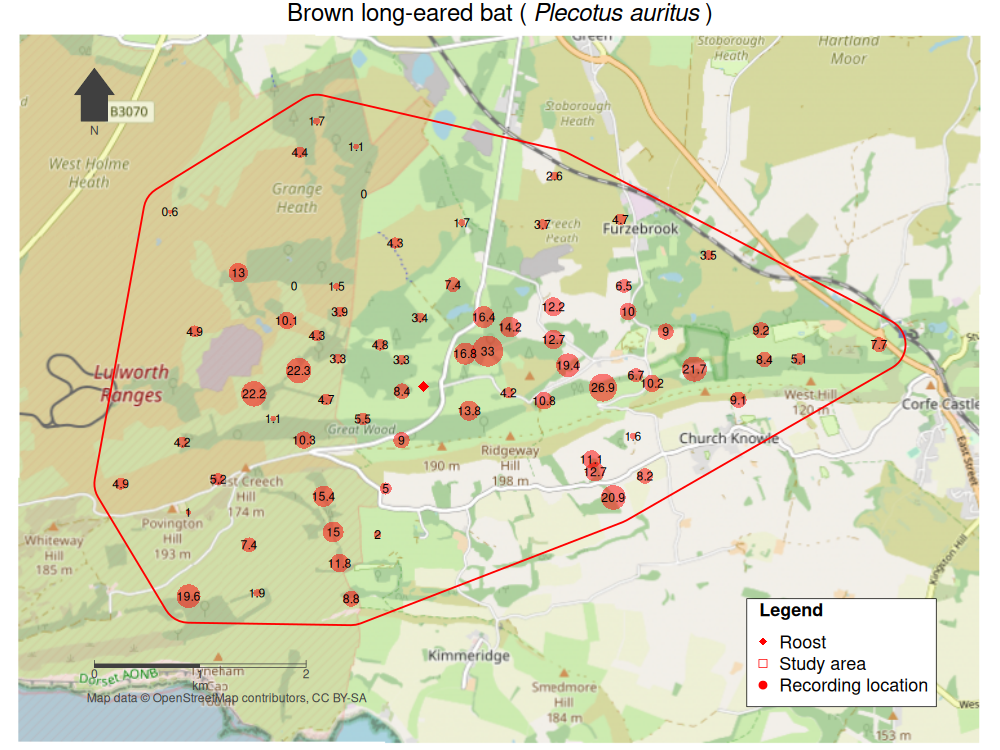 Brown long-eared bat ( Plecotus auritus )
Green
Stoborough
Heath
Hartland
Moor
B3070
N
1.7
1.1
4.4
Stoborough
Heath
West Holme
Heath
2.6
Grange
Heath
0
0.6
1.7
3.7
4.7
Furzebrook
4.3
3.5
13
0
1.5
7.4
6.5
12.2
3.9
10
10.1
3.4
16.4
14.2
4.9
4.3
9
9.2
4.8
12.7
7.7
3.3
3.3
16.8
33
8.4
5.1
22.3
19.4
21.7
Lulworth
Ranges
6.7
10.2
26.9
8.4
22.2
4.2
West Hill
120 m
4.7
10.8
9.1
Corfe Castle
13.8
1.1
5.5
Great Wood
4.2
10.3
9
1.6
Church Knowle
East Street
Ridgeway
Hill
198 m
190 m
11.1
12.7
8.2
4.9
5.2
st Creech
Hill
174 m
5
15.4
20.9
1
Povington
Hill
193 m
15
2
Whiteway
Hill
185 m
7.4
11.8
Kingston Hill
19.6
1.9
8.8
Legend
Roost
Study area
Recording location
Kimmeridge
0
1
2
km
Tyneham
Cap
Dorset AONB
Map data © OpenStreetMap contributors, CC BY-SA
Smedmore
Hill
184 m
Wes
153 m